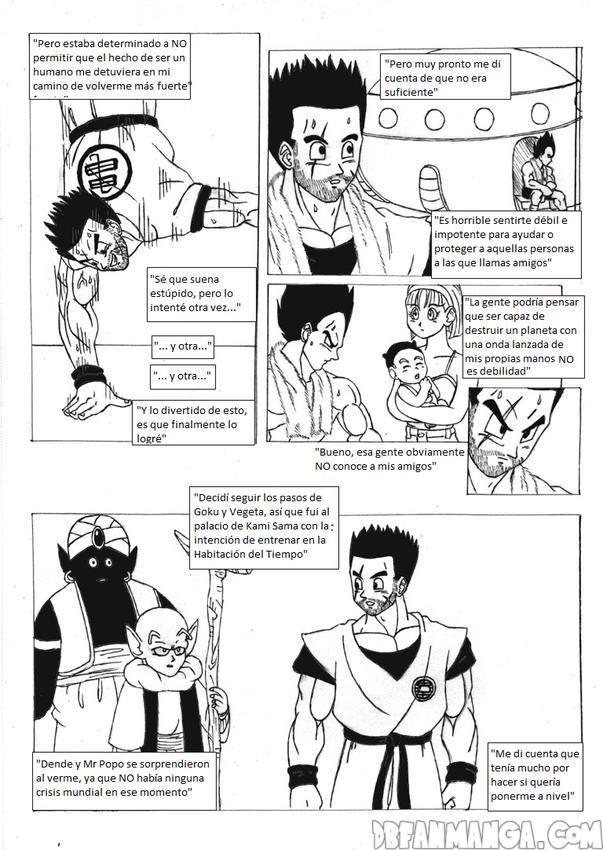 "Pero estaba determinado a NO
permitir que el hecho de ser un
humano me detuviera en mi
camino de volverme más fuerte"
"Sé que suena
estúpido, pero lo
intenté otra vez..."
"... y otra..."
"... y otra..."
"Y lo divertido de esto,
es que finalmente lo
logré"
"Pero muy pronto me di
cuenta de que no era
suficiente"
"Es horrible sentirte débil e
impotente para ayudar o
proteger a aquellas personas
a las que llamas amigos"
"La gente podría pensar
que ser capaz de
destruir un planeta con
una onda lanzada de
mis propias manos NO
es debilidad"
"Bueno, esa gente obviamente
NO conoce a mis amigos"
"Decidí seguir los pasos de
Goku y Vegeta, así que fui al
palacio de Kami Sama con la
intención de entrenar en la
Habitación del Tiempo"
"Dende y Mr Popo se sorprendieron
al verme, ya que NO había ninguna
crisis mundial en ese momento"
"Me di cuenta que
tenía mucho por
hacer si quería
ponerme a nivel"
DBFANMANGA.COM